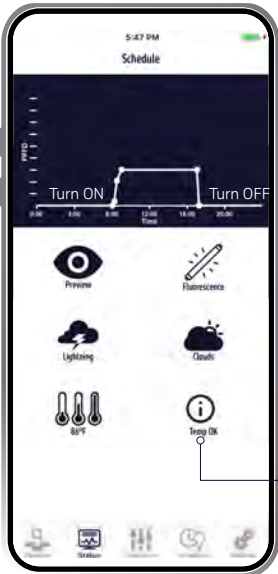 5:47 PM
Schedule
PPFD
Turn ON
Turn OFF
0:00 4:00 8:00 12:00 16:00 20:00
Time
Preview
Fluorescence
Lightning
Clouds
86°F
Temp OK
Status